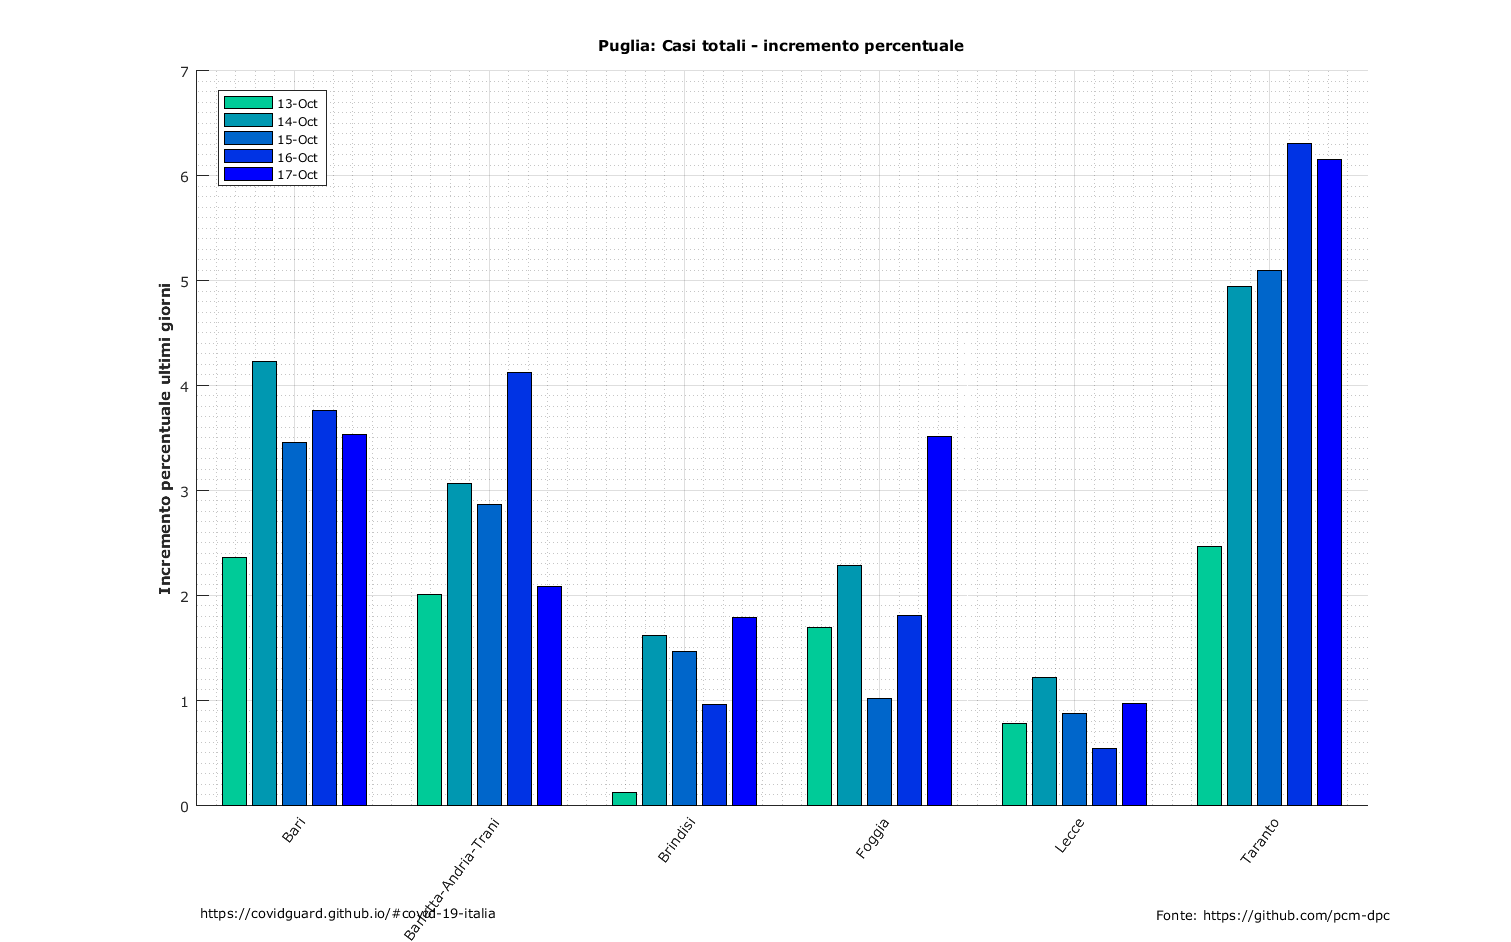 Puglia: Casi totali - incremento percentuale
7
6
5
4
3
2
1
0
Incremento percentuale ultimi giorni
13-Oct
14-Oct
15-Oct
16-Oct
17-Oct
Bari
Barletta-Andria-Trani
Brindisi
Foggia
Lecce
Taranto
https://covidguard.github.io/#covid-19-italia
Fonte: https://github.com/pcm-dpc